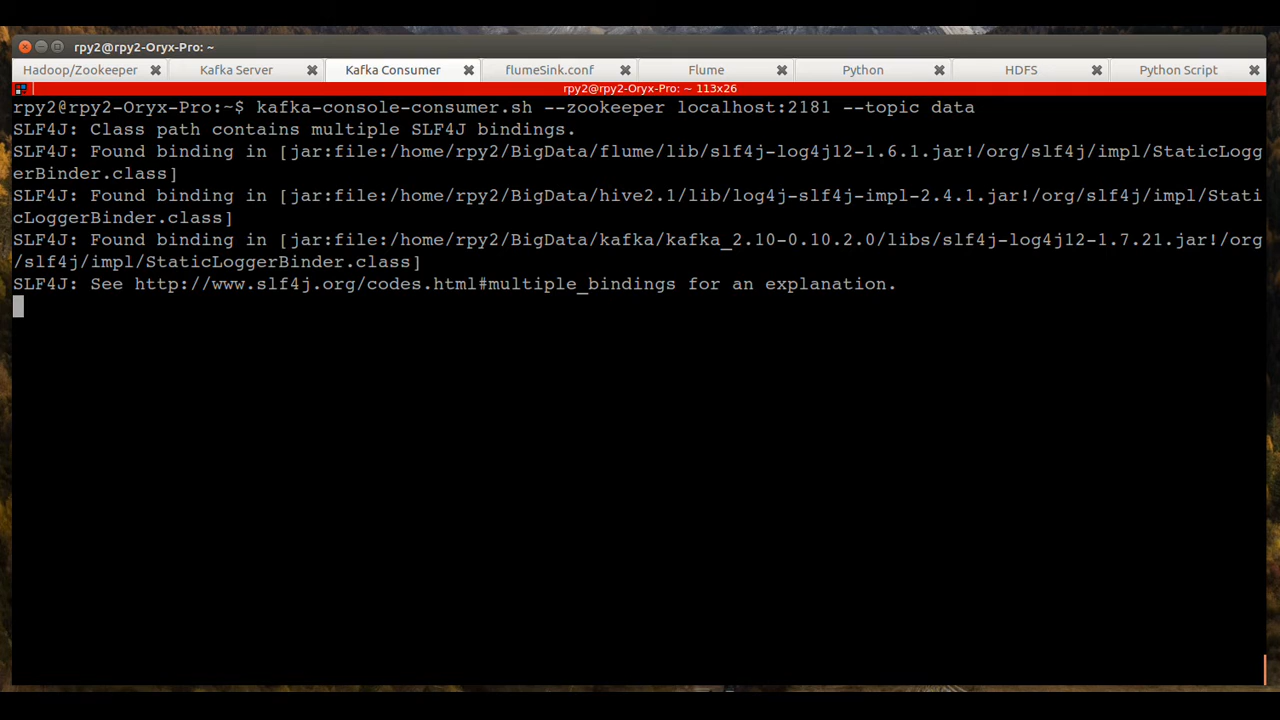 rpy2@rpy2-Oryx-Pro: ~
Hadoop/Zookeeper
Kafka Server
Kafka Consumer
flumeSink.conf
Flume
Python
HDFS
Python Script
rpy2@rpy2-Oryx-Pro: ~ 113x26
rpy2@rpy2-Oryx-Pro:~$ kafka-console-consumer.sh --zookeeper localhost:2181 --topic data
SLF4J: Class path contains multiple SLF4J bindings.
SLF4J: Found binding in [jar:file:/home/rpy2/BigData/flume/lib/slf4j-log4j12-1.6.1.jar!/org/slf4j/impl/StaticLogg
erBinder.class]
SLF4J: Found binding in [jar:file:/home/rpy2/BigData/hive2.1/lib/log4j-slf4j-impl-2.4.1.jar!/org/slf4j/impl/Stati
cLoggerBinder.class]
SLF4J: Found binding in [jar:file:/home/rpy2/BigData/kafka/kafka_2.10-0.10.2.0/libs/slf4j-log4j12-1.7.21.jar!/org
/slf4j/impl/StaticLoggerBinder.class]
SLF4J: See http://www.slf4j.org/codes.html#multiple_bindings for an explanation.